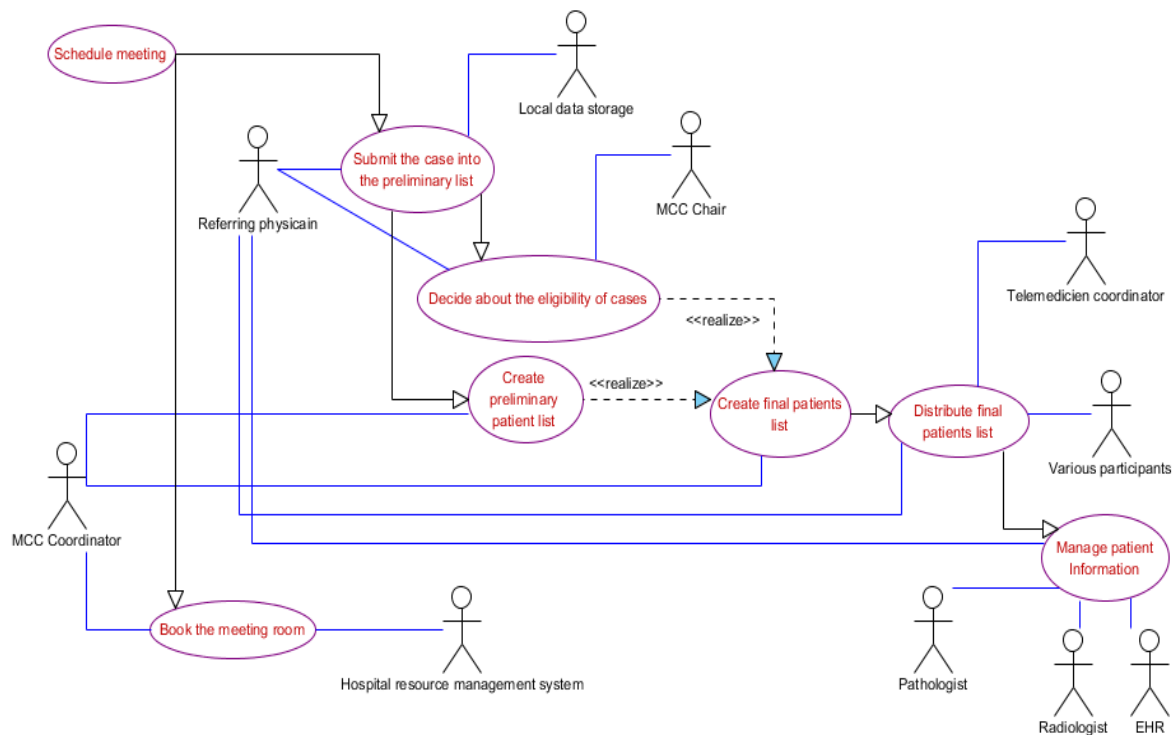 Schedule meeting
Local data storage
Submit the case into
the preliminary list
Referring physicain
MCC Chair
Telemedicien coordinator
Decide about the eligibility of cases
<<realize>>
Create
preliminary
patient list
<<realize>>
Create final patients
list
Distribute final
patients list
Various participants
MCC Coordinator
Manage patient
Information
Book the meeting room
Hospital resource management system
Pathologist
Radiologist
EHR